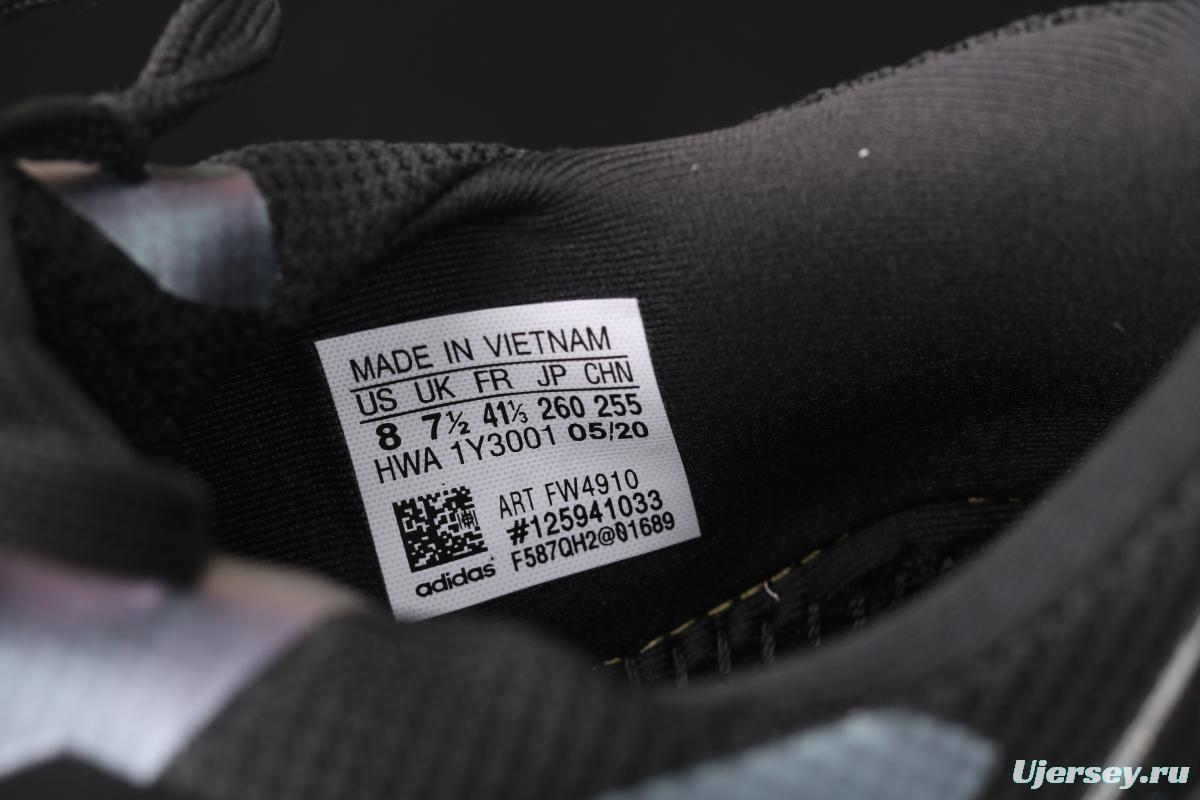 MADE IN VIETNAM
US UK FR JP CHN
8 7½ 41⅓ 260 255
HWA 1Y3001 05/20
ART FW4910
#125941033
F587QH2@01689
adidas
Ujersey.ru